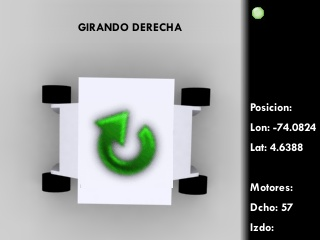 GIRANDO DERECHA
Posicion:
Lon: -74.0824
Lat: 4.6388
Motores:
Dcho: 57
Izdo: